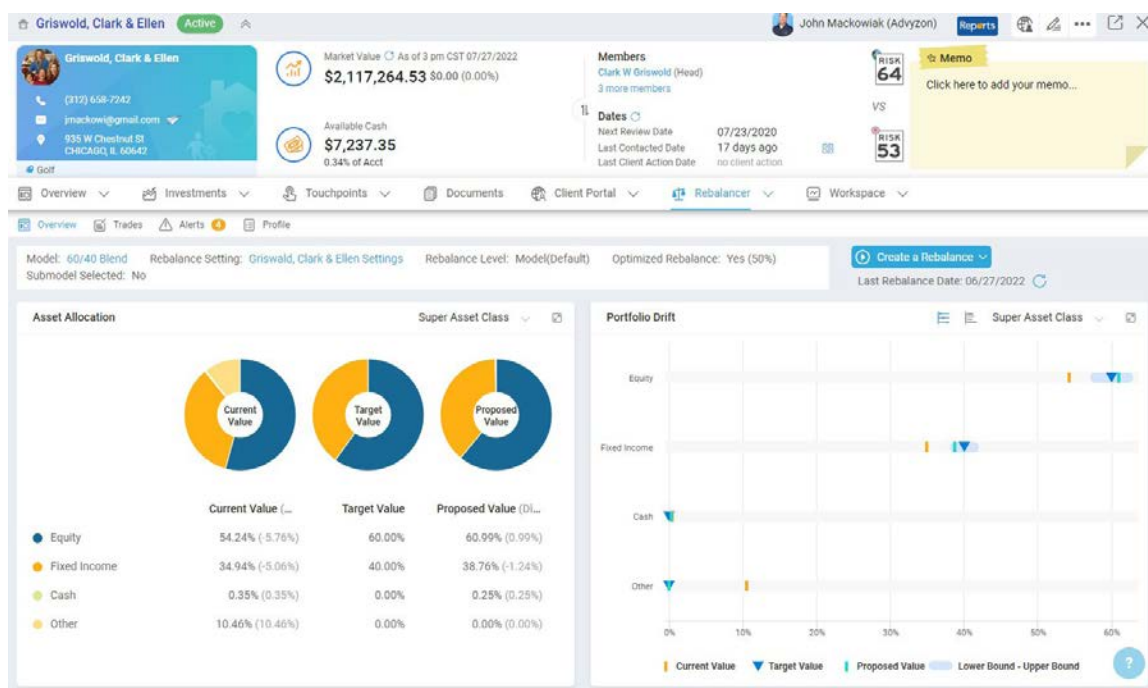 Griswold, Clark & Ellen Active
John Mackowiak (Advyzon) Reports
Griswold, Clark & Ellen
(312) 658-7242
jmackowi@gmail.com
935 W Chestnut St
CHICAGO, IL 60642
Golf
Market Value As of 3 pm CST 07/27/2022
$2,117,264.53 $0.00 (0.00%)
Available Cash
$7,237.35
0.34% of Acct
Members
Clark W Griswold (Head)
3 more members
Dates
Next Review Date 07/23/2020
Last Contacted Date 17 days ago
Last Client Action Date no client action
RISK
64
VS
RISK
53
Memo
Click here to add your memo...
Overview Investments Touchpoints Documents Client Portal Rebalancer Workspace
Overview Trades Alerts 4 Profile
Model: 60/40 Blend Rebalance Setting: Griswald, Clark & Ellen Settings Rebalance Level: Model(Default) Optimized Rebalance: Yes (50%)
Submodel Selected: No
Create a Rebalance
Last Rebalance Date: 06/27/2022
Asset Allocation Super Asset Class
Current
Value
Target
Value
Proposed
Value
Current Value (... Target Value Proposed Value (Di...
Equity 54.24% (-5.76%) 60.00% 60.99% (0.99%)
Fixed Income 34.94% (-5.06%) 40.00% 38.76% (-1.24%)
Cash 0.35% (0.35%) 0.00% 0.25% (0.25%)
Other 10.46% (10.46%) 0.00% 0.00% (0.00%)
Portfolio Drift Super Asset Class
Equity
Fixed Income
Cash
Other
0% 10% 20% 30% 40% 50% 60%
Current Value Target Value Proposed Value Lower Bound - Upper Bound
?